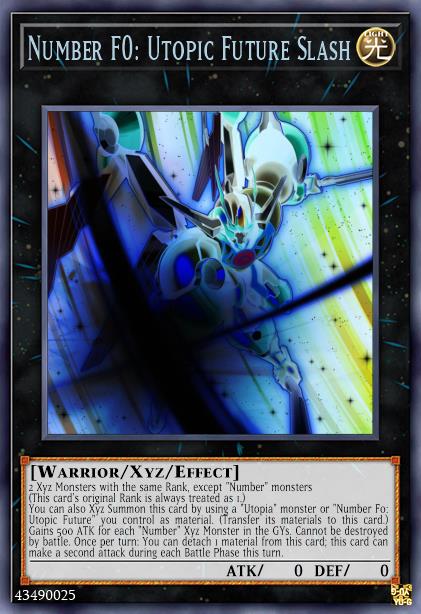 Number F0: Utopic Future Slash
LIGHT
光
[Warrior/Xyz/Effect]
2 Xyz Monsters with the same Rank, except "Number" monsters
(This card's original Rank is always treated as 1.)
You can also Xyz Summon this card by using a "Utopia" monster or "Number F0:
Utopic Future" you control as material. (Transfer its materials to this card.)
Gains 500 ATK for each "Number" Xyz Monster in the GYs. Cannot be destroyed
by battle. Once per turn: You can detach 1 material from this card; this card can
make a second attack during each Battle Phase this turn.
ATK/ 0 DEF/ 0
43490025